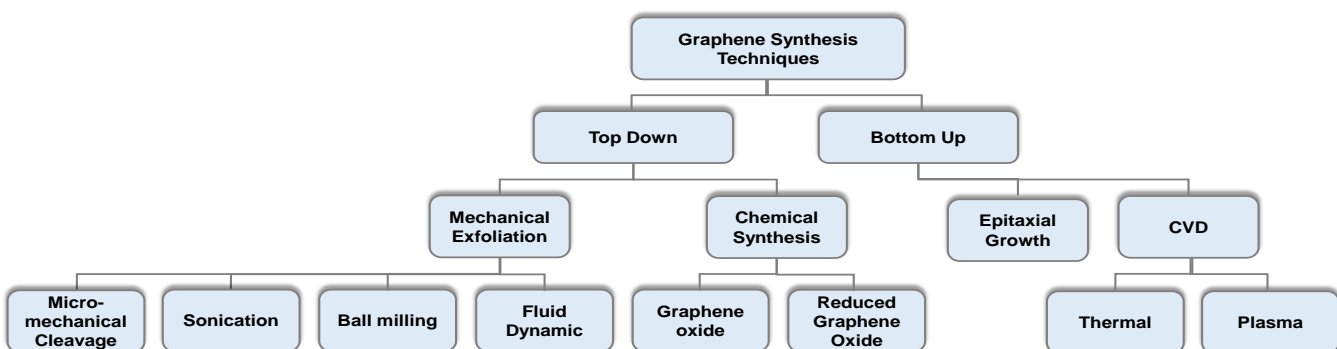 Graphene Synthesis
Techniques
Top Down
Bottom Up
Mechanical
Exfoliation
Chemical
Synthesis
Epitaxial
Growth
CVD
Micro-
mechanical
Cleavage
Sonication
Ball milling
Fluid
Dynamic
Graphene
oxide
Reduced
Graphene
Oxide
Thermal
Plasma